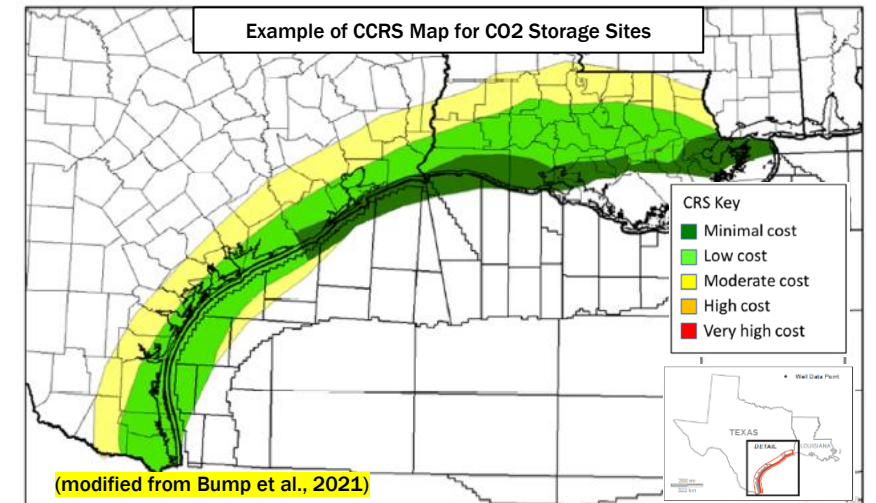 Example of CCRS Map for CO2 Storage Sites
CRS Key
Minimal cost
Low cost
Moderate cost
High cost
Very high cost
Well Data Point
TEXAS
DETAIL
LOUISIANA
(modified from Bump et al., 2021)